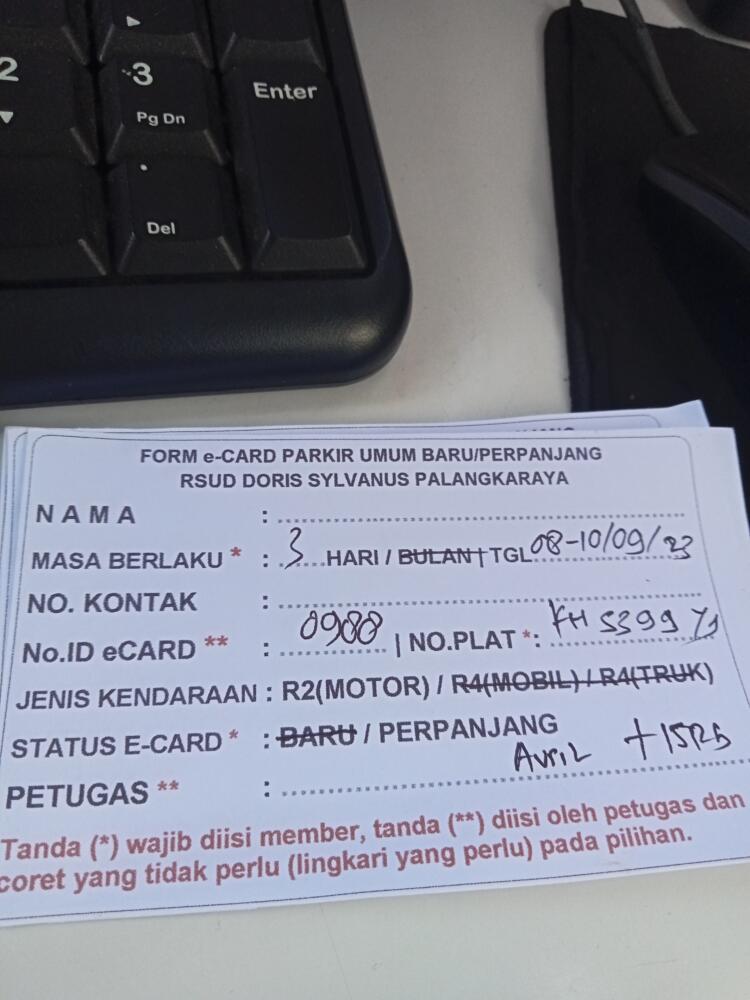 2
3
Pg Dn
Enter
.
Del
FORM e-CARD PARKIR UMUM BARU/PERPANJANG
RSUD DORIS SYLVANUS PALANGKARAYA
NAMA :
MASA BERLAKU * : 3 HARI / BULAN | TGL 08-10/09/23
NO. KONTAK :
No.ID eCARD ** : 0988 | NO.PLAT *: KH 5399
JENIS KENDARAAN : R2(MOTOR) / R4(MOBIL) / R4(TRUK)
STATUS E-CARD * : BARU / PERPANJANG
PETUGAS ** : AvriL
Tanda (*) wajib diisi member, tanda (**) diisi oleh petugas dan
coret yang tidak perlu (lingkari yang perlu) pada pilihan.